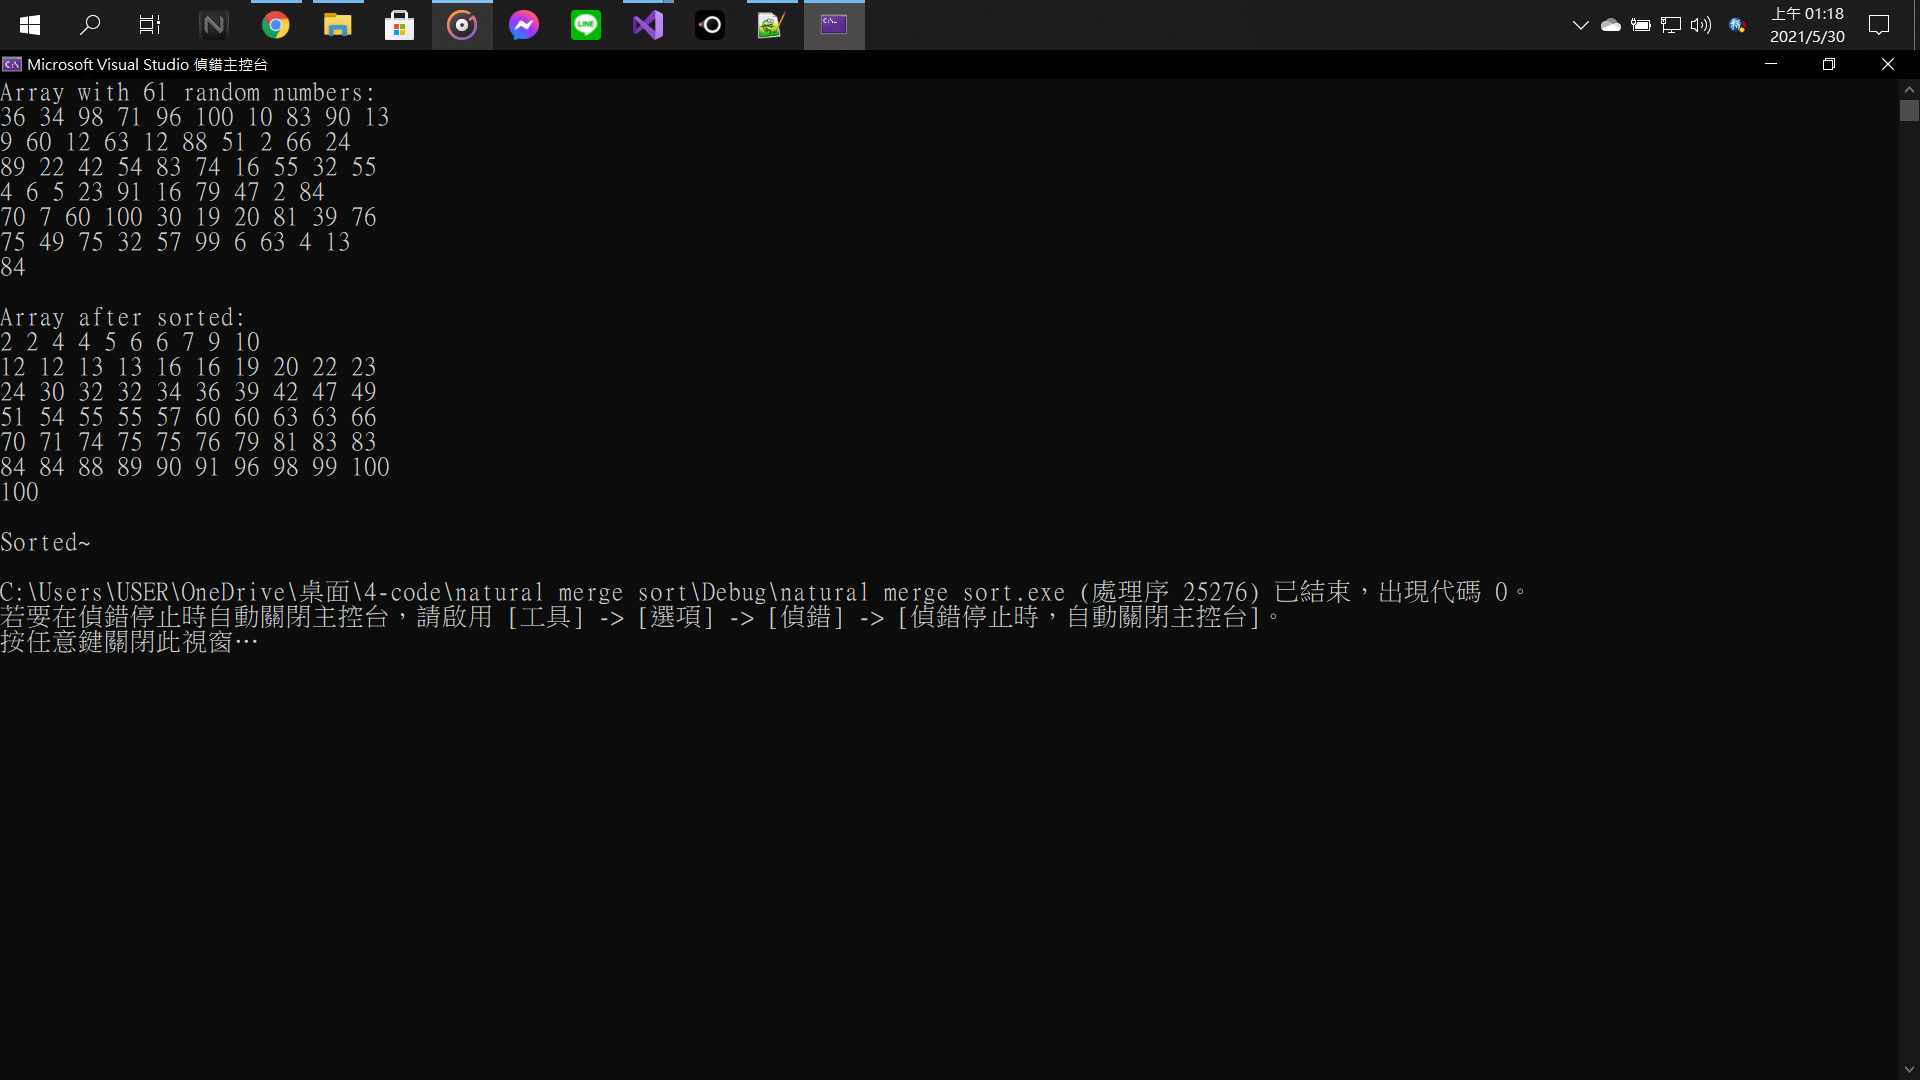 上午 01:18
2021/5/30
Microsoft Visual Studio 偵錯主控台
Array with 61 random numbers:
36 34 98 71 96 100 10 83 90 13
9 60 12 63 12 88 51 2 66 24
89 22 42 54 83 74 16 55 32 55
4 6 5 23 91 16 79 47 2 84
70 7 60 100 30 19 20 81 39 76
75 49 75 32 57 99 6 63 4 13
84
Array after sorted:
2 2 4 4 5 6 6 7 9 10
12 12 13 13 16 16 19 20 22 23
24 30 32 32 34 36 39 42 47 49
51 54 55 55 57 60 60 63 63 66
70 71 74 75 75 76 79 81 83 83
84 84 88 89 90 91 96 98 99 100
100
Sorted~
C:\Users\USER\OneDrive\桌面\4-code\natural merge sort\Debug\natural merge sort.exe (處理序 25276) 已結束，出現代碼 0。
若要在偵錯停止時自動關閉主控台，請啟用 [工具] -> [選項] -> [偵錯] -> [偵錯停止時，自動關閉主控台]。
按任意鍵關閉此視窗…